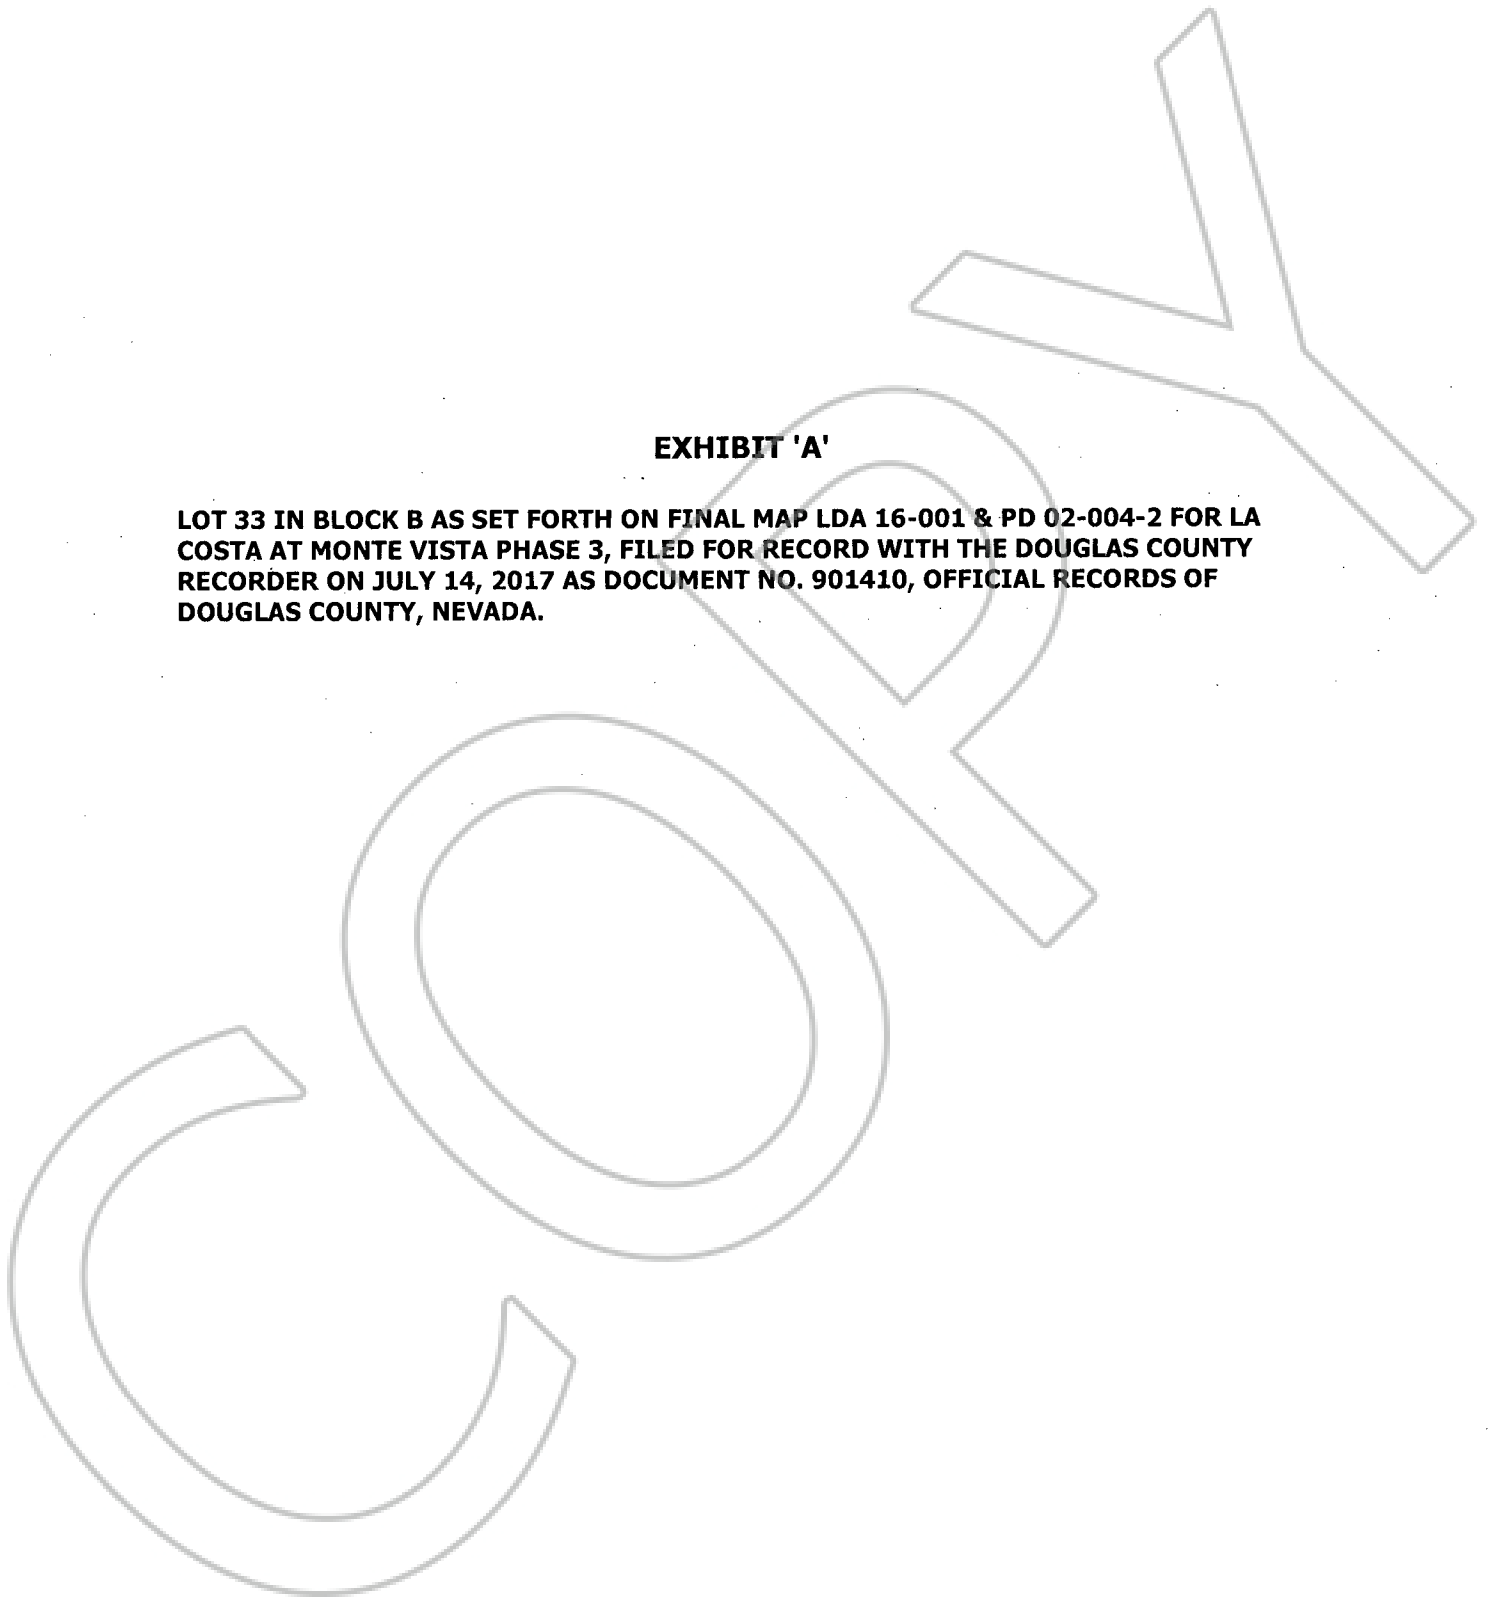 EXHIBIT 'A'
LOT 33 IN BLOCK B AS SET FORTH ON FINAL MAP LDA 16-001 & PD 02-004-2 FOR LA
COSTA AT MONTE VISTA PHASE 3, FILED FOR RECORD WITH THE DOUGLAS COUNTY
RECORDER ON JULY 14, 2017 AS DOCUMENT NO. 901410, OFFICIAL RECORDS OF
DOUGLAS COUNTY, NEVADA.
COPY